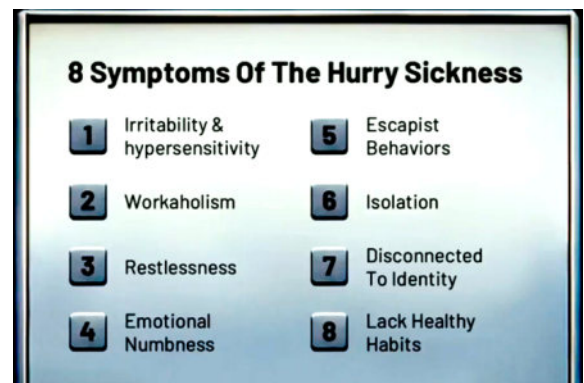 8 Symptoms Of The Hurry Sickness
1 Irritability &
hypersensitivity
2 Workaholism
3 Restlessness
4 Emotional
Numbness
5 Escapist
Behaviors
6 Isolation
7 Disconnected
To Identity
8 Lack Healthy
Habits